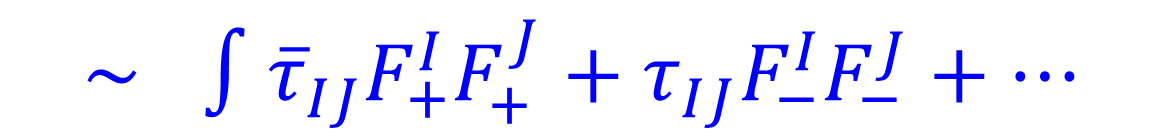 ~ ∫ τ̄_{IJ} F_+^I F_+^J + τ_{IJ} F_-^I F_-^J + ⋯